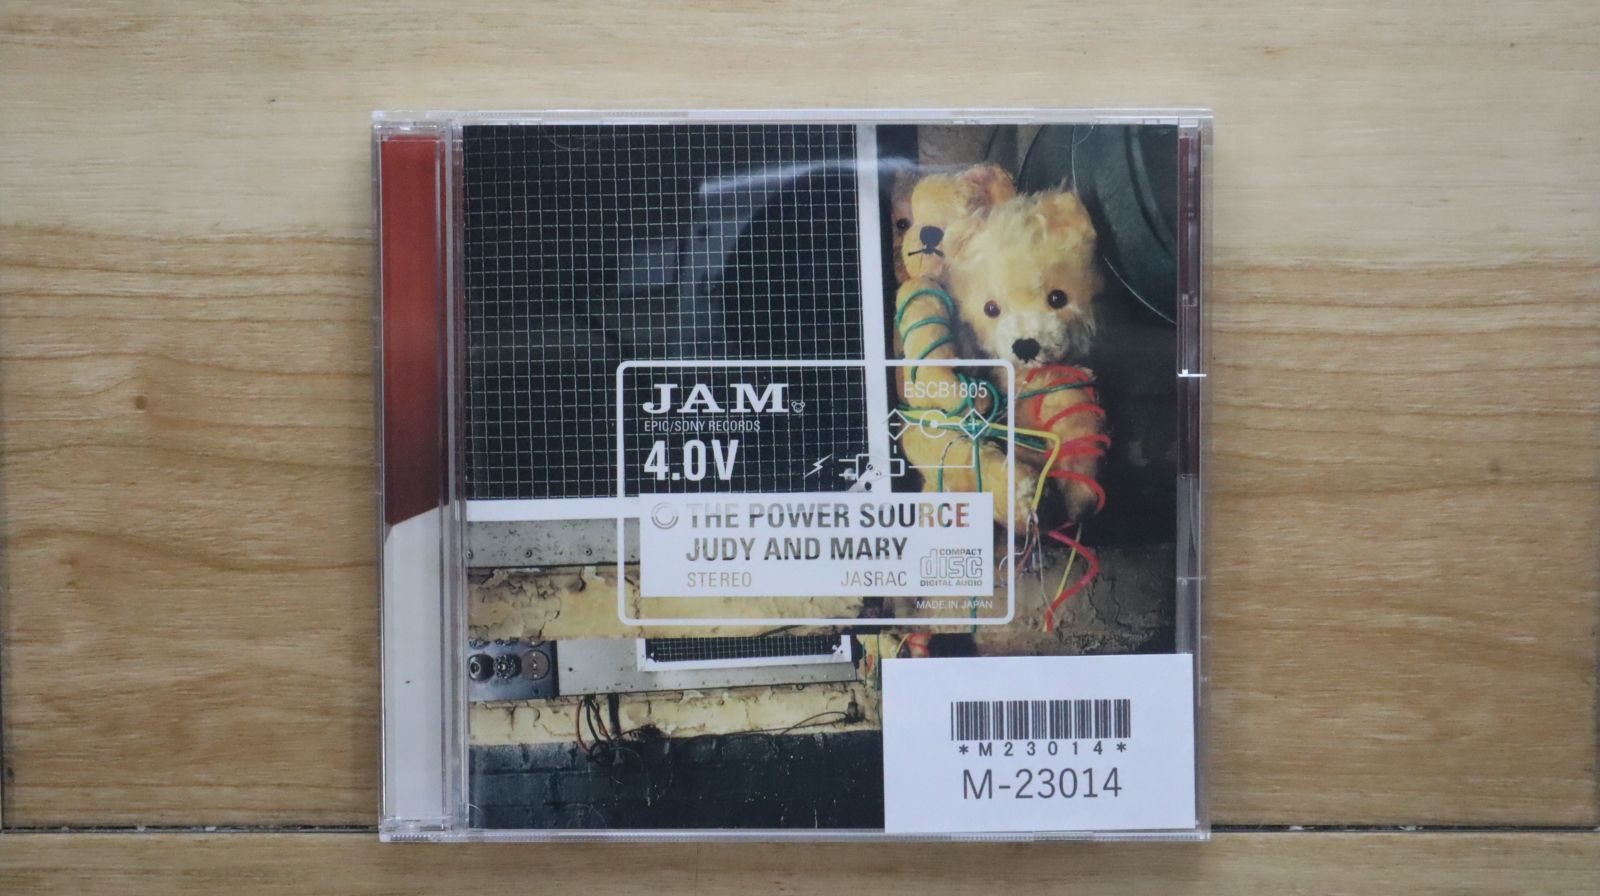 JAM
ESCB1805
EPIC/SONY RECORDS
4.0V
THE POWER SOURCE
JUDY AND MARY
STEREO JASRAC COMPACT disc DIGITAL AUDIO
MADE IN JAPAN
*M23014*
M-23014